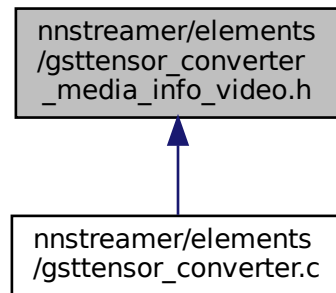 nnstreamer/elements
/gsttensor_converter
_media_info_video.h
nnstreamer/elements
/gsttensor_converter.c